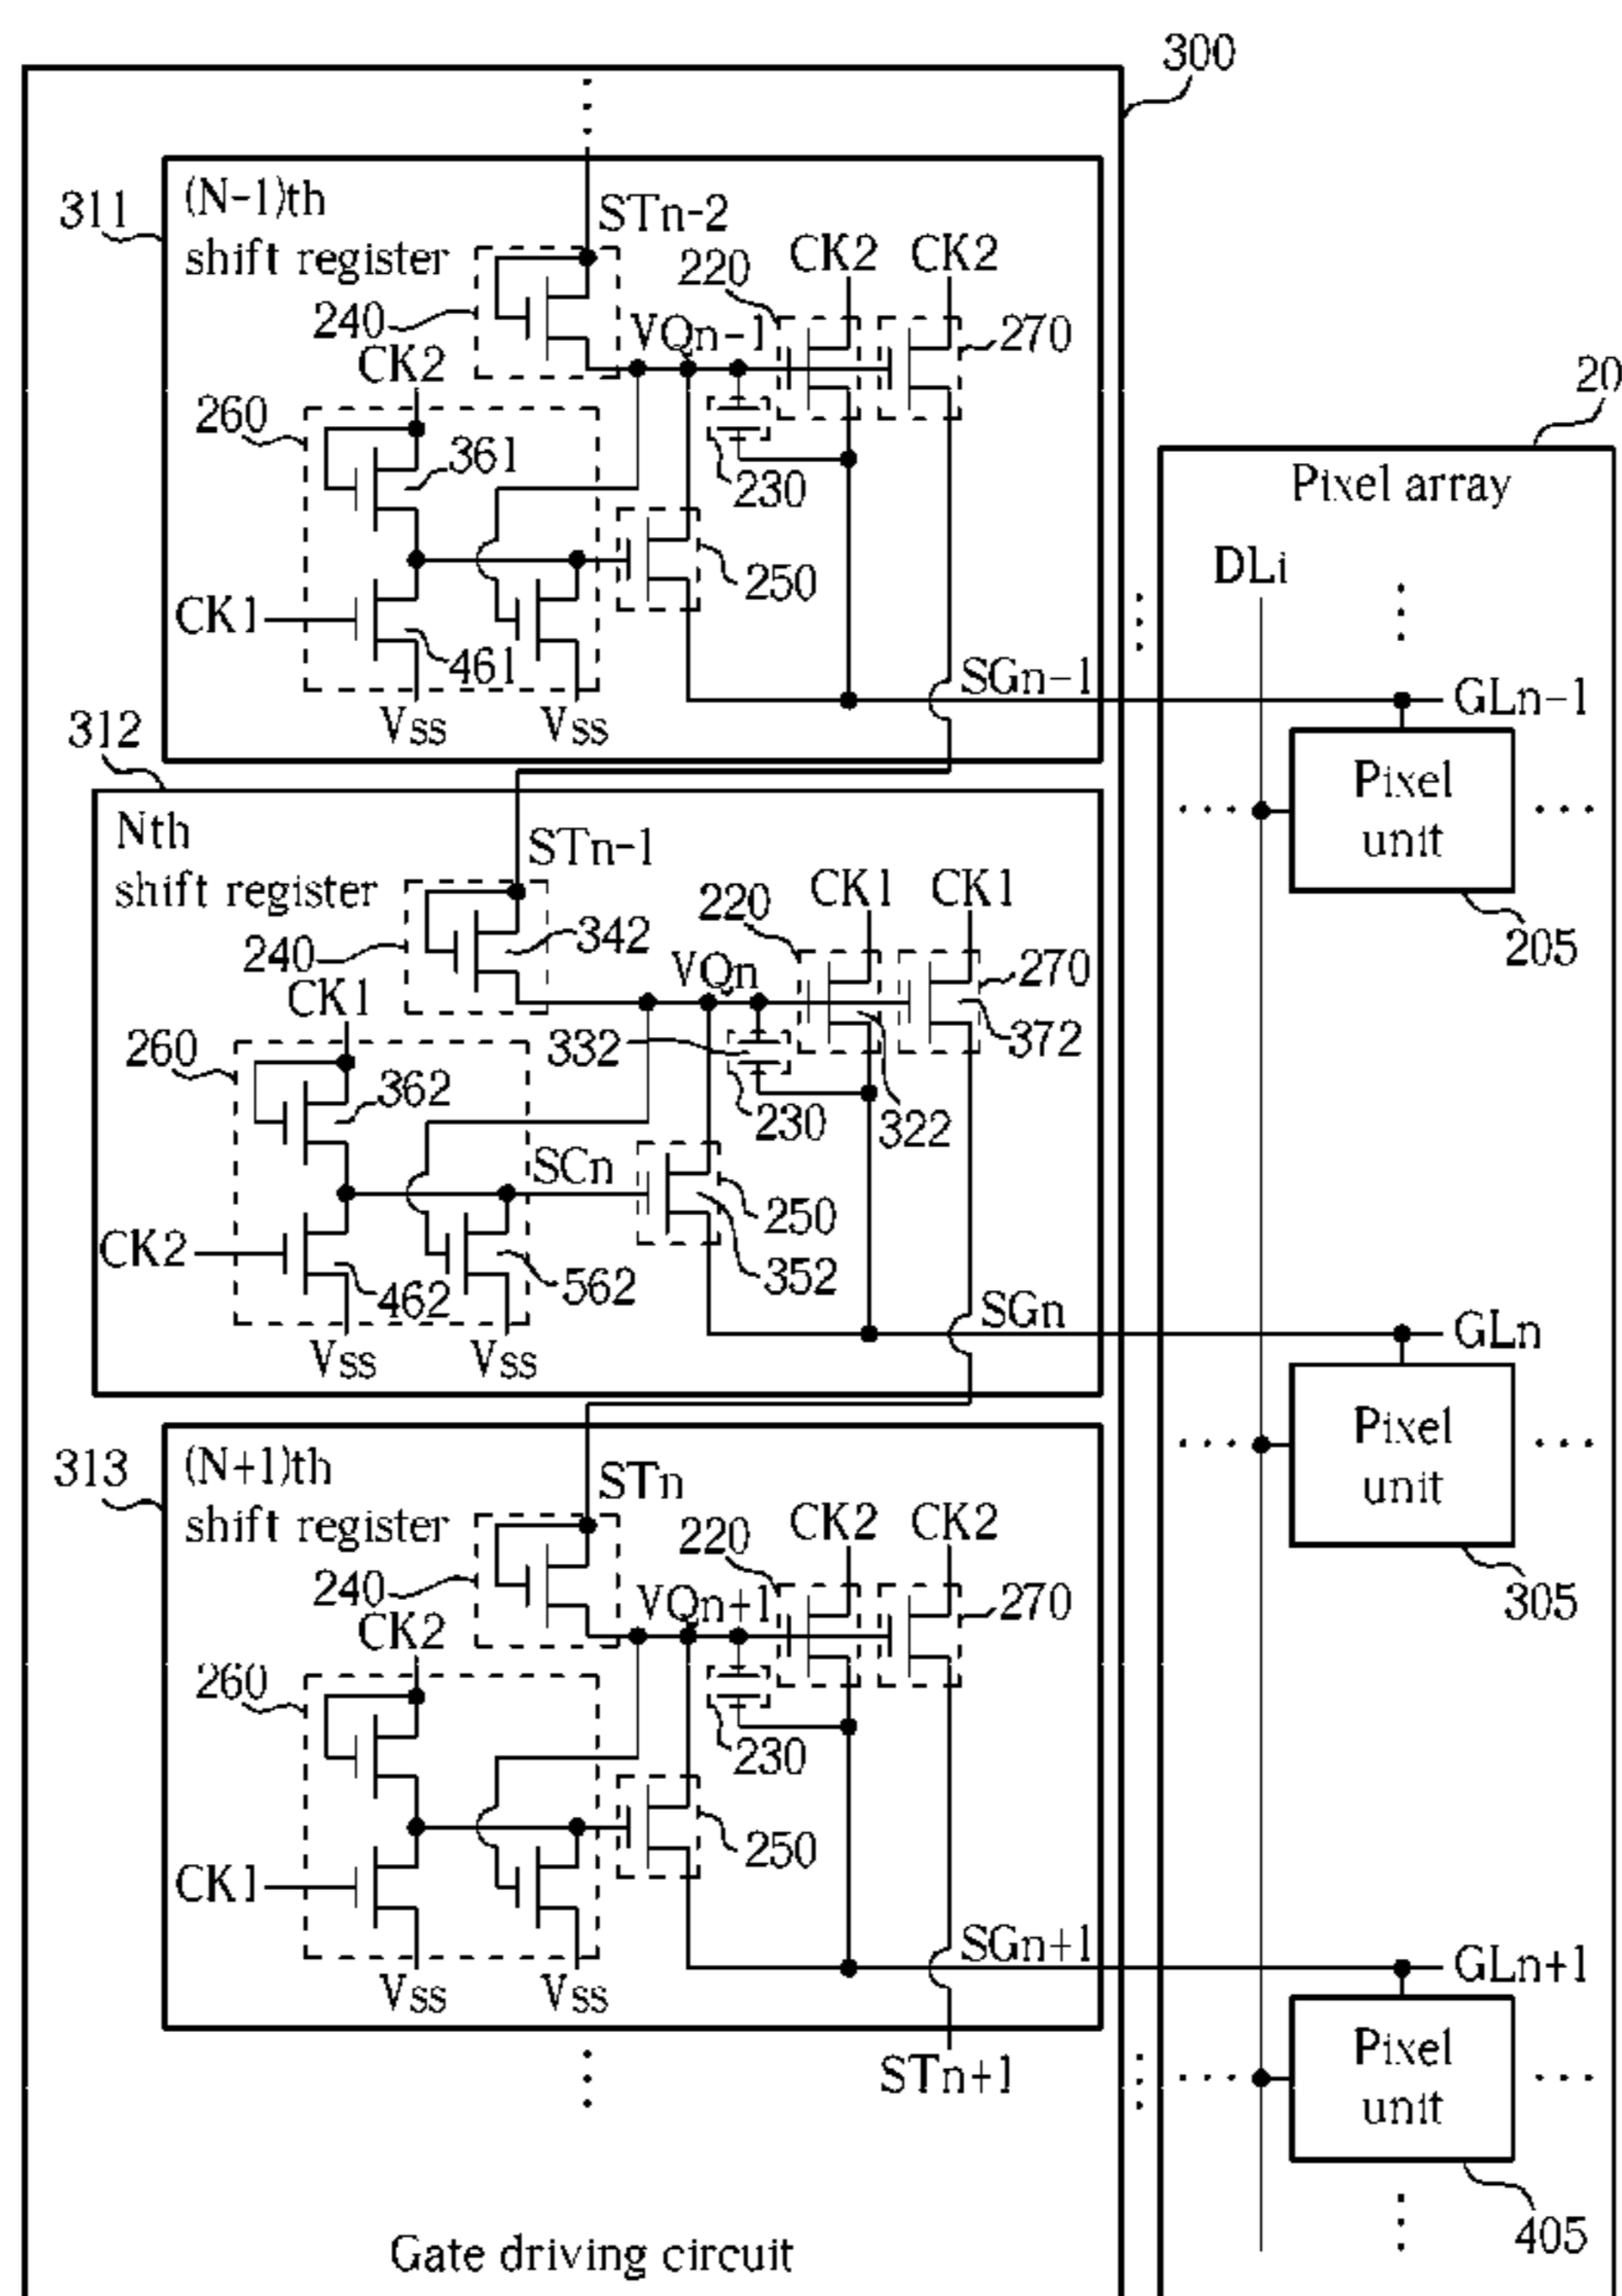 300
(N-1)th
shift register
311
STn-2
240
VQn-1
220
CK2
CK2
270
CK2
260
361
230
20
Pixel array
CK1
461
250
DLi
Vss
Vss
SGn-1
GLn-1
Pixel
unit
205
312
Nth
shift register
STn-1
240
342
VQn
220
CK1
CK1
270
CK1
260
362
332
230
322
372
SCn
250
352
CK2
462
562
Vss
Vss
SGn
GLn
Pixel
unit
305
313
(N+1)th
shift register
STn
240
VQn+1
220
CK2
CK2
270
CK2
260
230
250
CK1
Vss
Vss
SGn+1
GLn+1
STn+1
Pixel
unit
405
Gate driving circuit